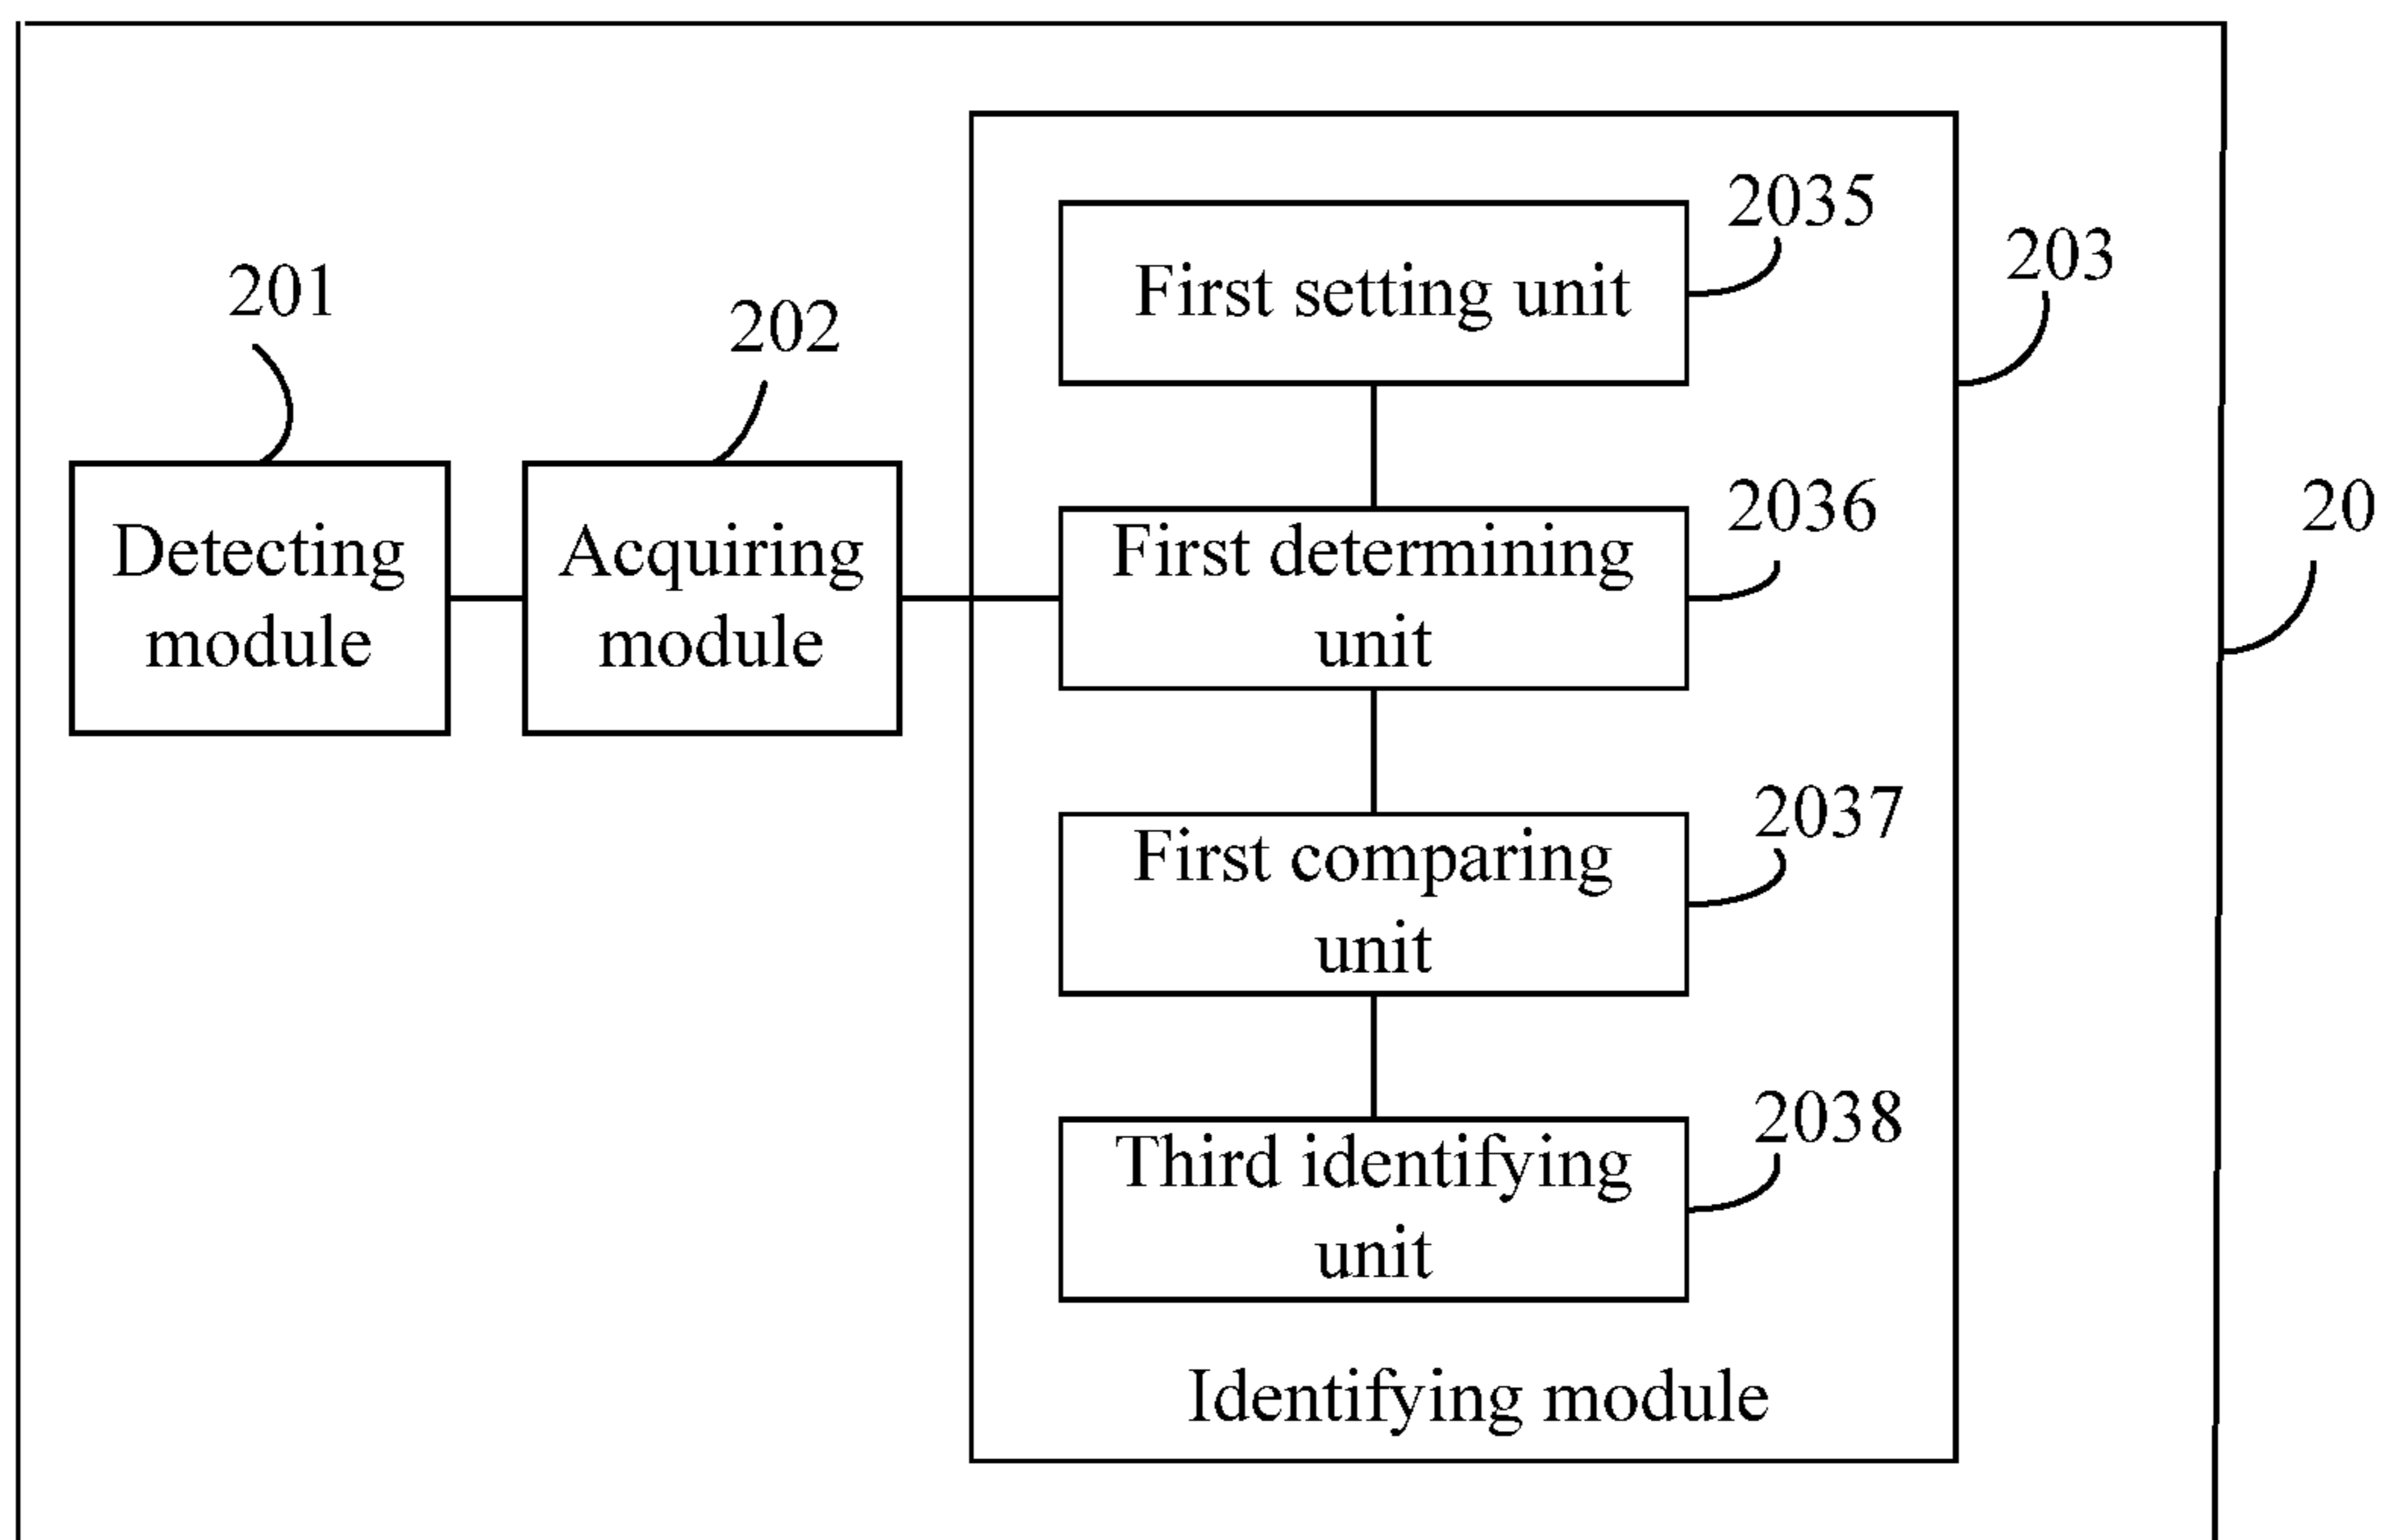 2035
First setting unit
203
201
202
Detecting
module
Acquiring
module
2036
First determining
unit
20
2037
First comparing
unit
2038
Third identifying
unit
Identifying module